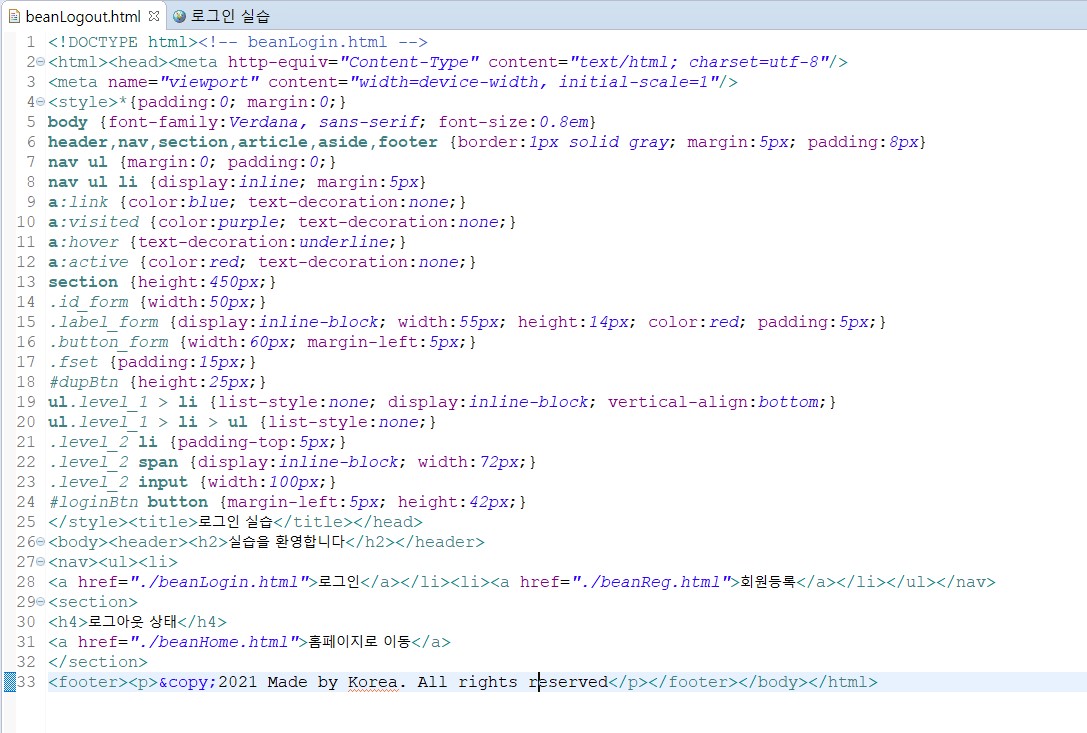 beanLogout.html 로그인 실습
1 <!DOCTYPE html><!-- beanLogin.html -->
2 <html><head><meta http-equiv="Content-Type" content="text/html; charset=utf-8"/>
3 <meta name="viewport" content="width=device-width, initial-scale=1"/>
4 <style>*{padding:0; margin:0;}
5 body {font-family:Verdana, sans-serif; font-size:0.8em}
6 header,nav,section,article,aside,footer {border:1px solid gray; margin:5px; padding:8px}
7 nav ul {margin:0; padding:0;}
8 nav ul li {display:inline; margin:5px}
9 a:link {color:blue; text-decoration:none;}
10 a:visited {color:purple; text-decoration:none;}
11 a:hover {text-decoration:underline;}
12 a:active {color:red; text-decoration:none;}
13 section {height:450px;}
14 .id_form {width:50px;}
15 .label_form {display:inline-block; width:55px; height:14px; color:red; padding:5px;}
16 .button_form {width:60px; margin-left:5px;}
17 .fset {padding:15px;}
18 #dupBtn {height:25px;}
19 ul.level_1 > li {list-style:none; display:inline-block; vertical-align:bottom;}
20 ul.level_1 > li > ul {list-style:none;}
21 .level_2 li {padding-top:5px;}
22 .level_2 span {display:inline-block; width:72px;}
23 .level_2 input {width:100px;}
24 #loginBtn button {margin-left:5px; height:42px;}
25 </style><title>로그인 실습</title></head>
26 <body><header><h2>실습을 환영합니다</h2></header>
27 <nav><ul><li>
28 <a href="./beanLogin.html">로그인</a></li><li><a href="./beanReg.html">회원등록</a></li></ul></nav>
29 <section>
30 <h4>로그아웃 상태</h4>
31 <a href="./beanHome.html">홈페이지로 이동</a>
32 </section>
33 <footer><p>&copy;2021 Made by Korea. All rights reserved</p></footer></body></html>